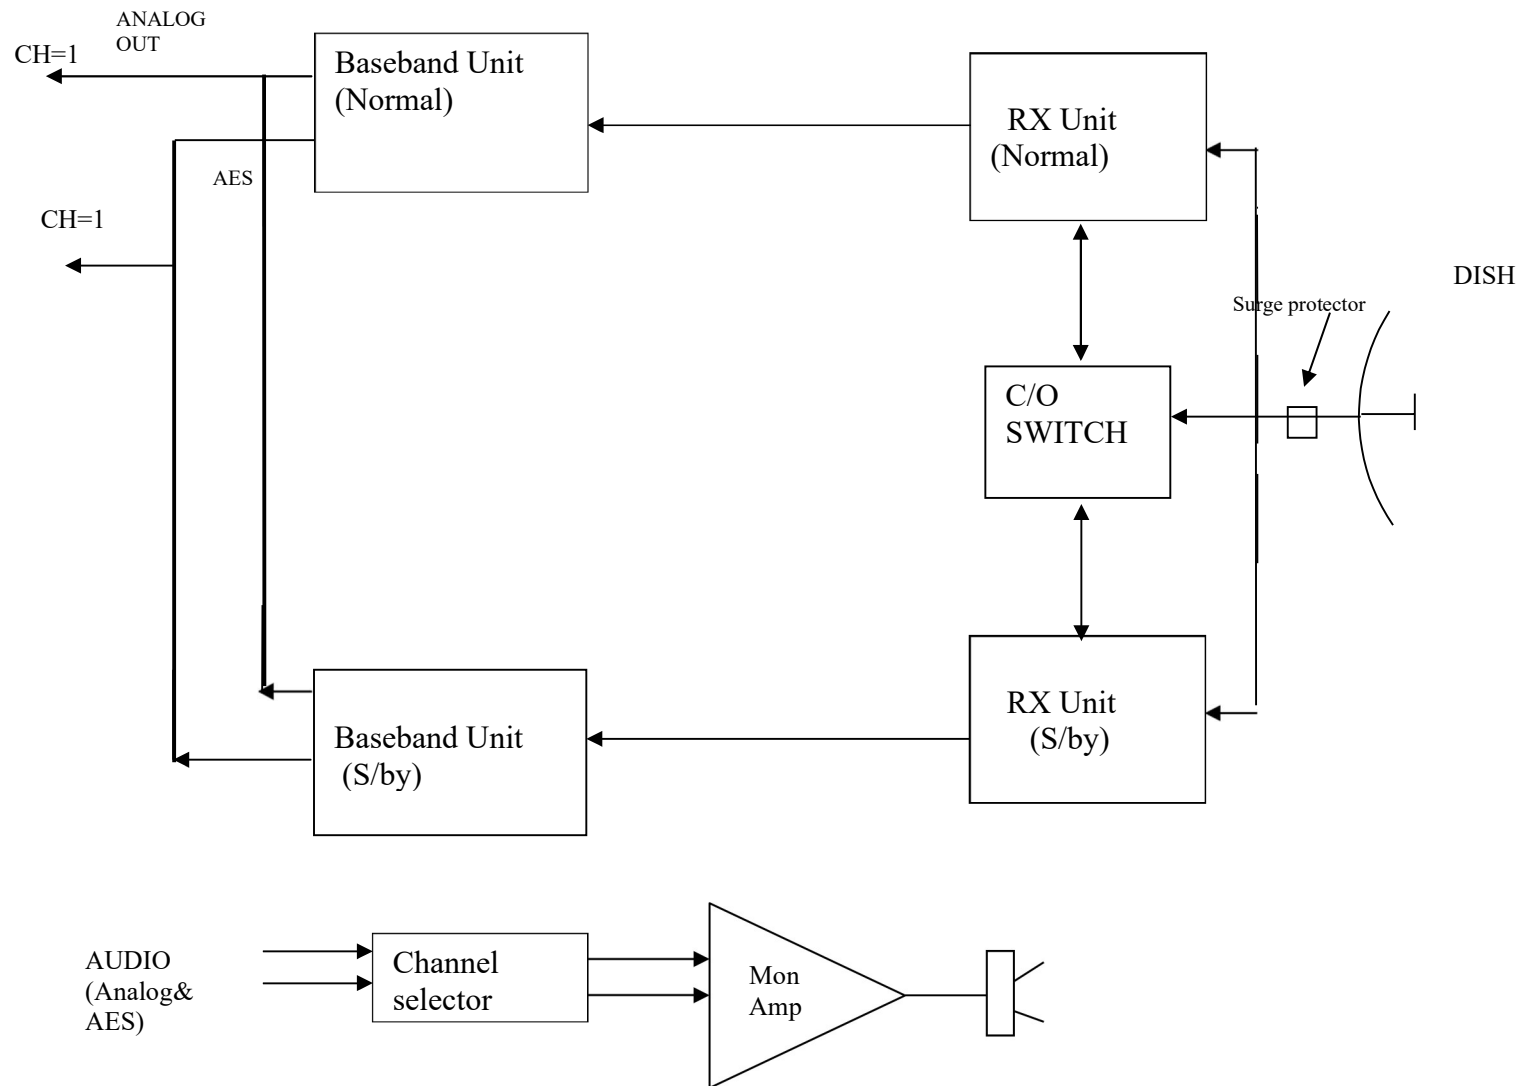 ANALOG
OUT
CH=1
Baseband Unit
(Normal)
RX Unit
(Normal)
AES
CH=1
DISH
Surge protector
C/O
SWITCH
RX Unit
(S/by)
Baseband Unit
(S/by)
AUDIO
(Analog&
AES)
Channel
selector
Mon
Amp